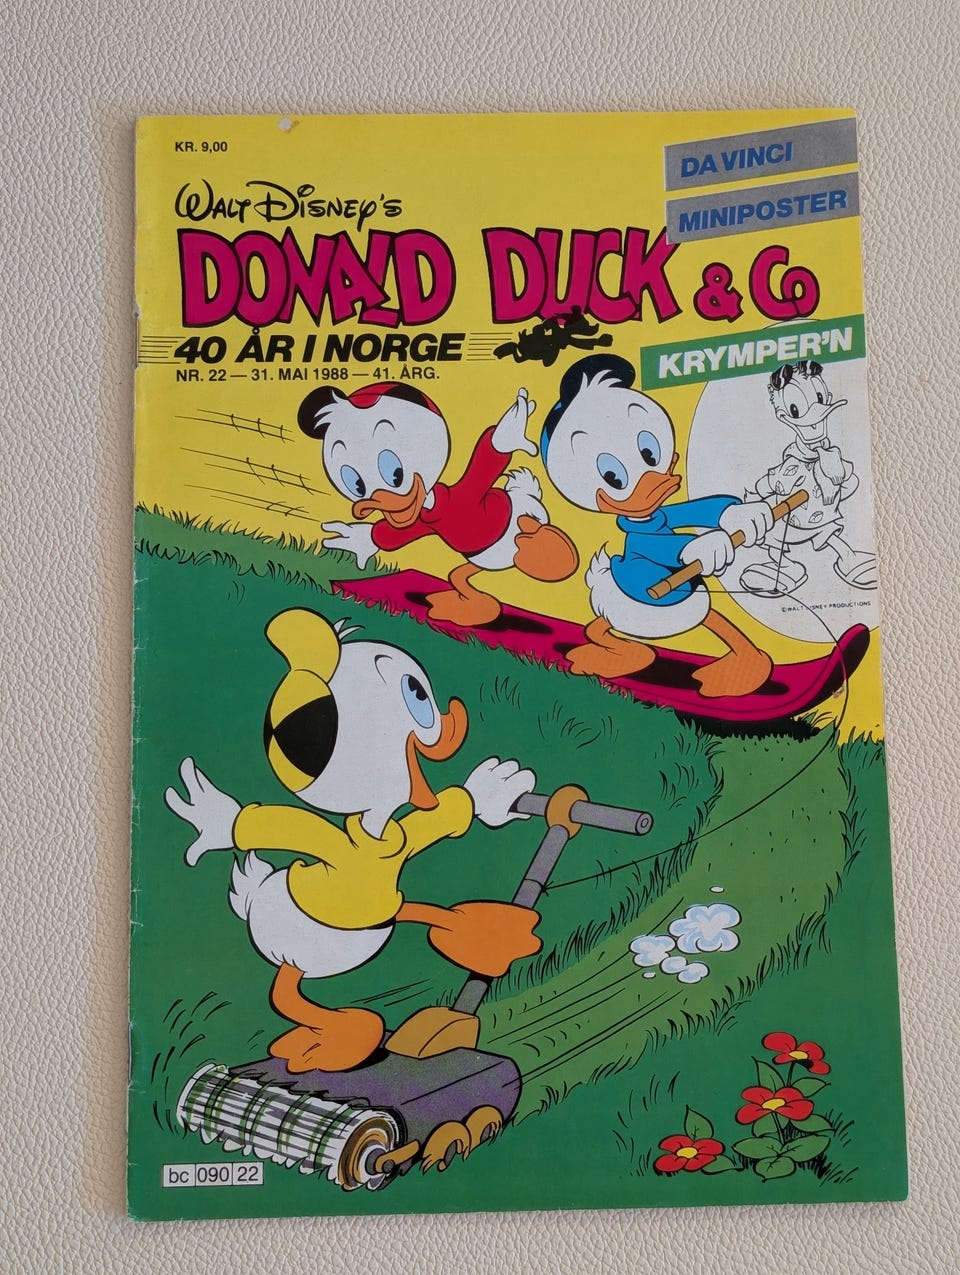 KR. 9,00
DA VINCI
MINIPOSTER
Walt Disney's
DONALD DUCK & Co
40 ÅR I NORGE
KRYMPER'N
NR. 22 — 31. MAI 1988 — 41. ÅRG.
©WALT DISNEY PRODUCTIONS
bc 090 22